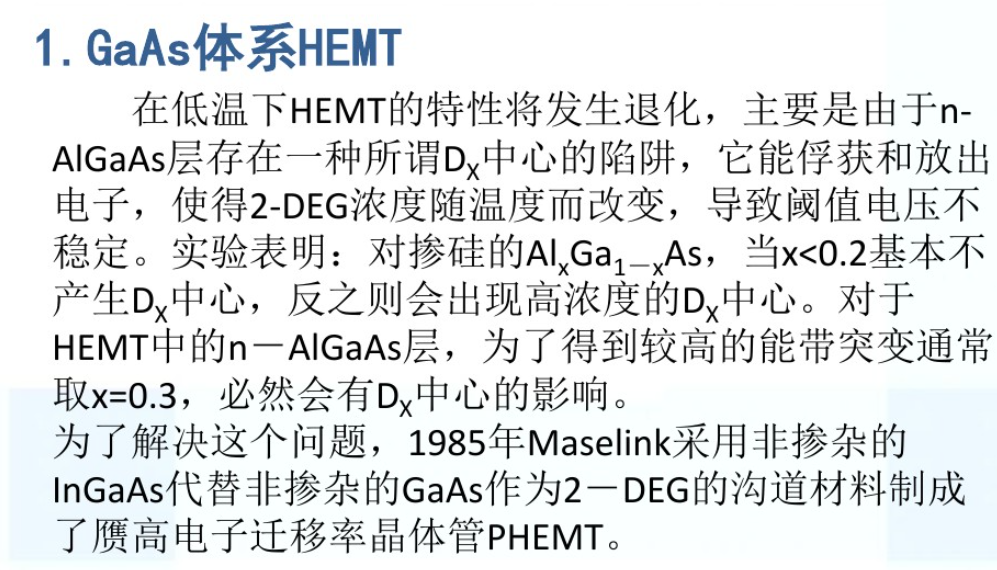 1. GaAs体系HEMT
在低温下HEMT的特性将发生退化，主要是由于n-
AlGaAs层存在一种所谓DX中心的陷阱，它能俘获和放出
电子，使得2-DEG浓度随温度而改变，导致阈值电压不
稳定。实验表明：对掺硅的AlxGa1－xAs，当x<0.2基本不
产生DX中心，反之则会出现高浓度的DX中心。对于
HEMT中的n－AlGaAs层，为了得到较高的能带突变通常
取x=0.3，必然会有DX中心的影响。
为了解决这个问题，1985年Maselink采用非掺杂的
InGaAs代替非掺杂的GaAs作为2－DEG的沟道材料制成
了赝高电子迁移率晶体管PHEMT。